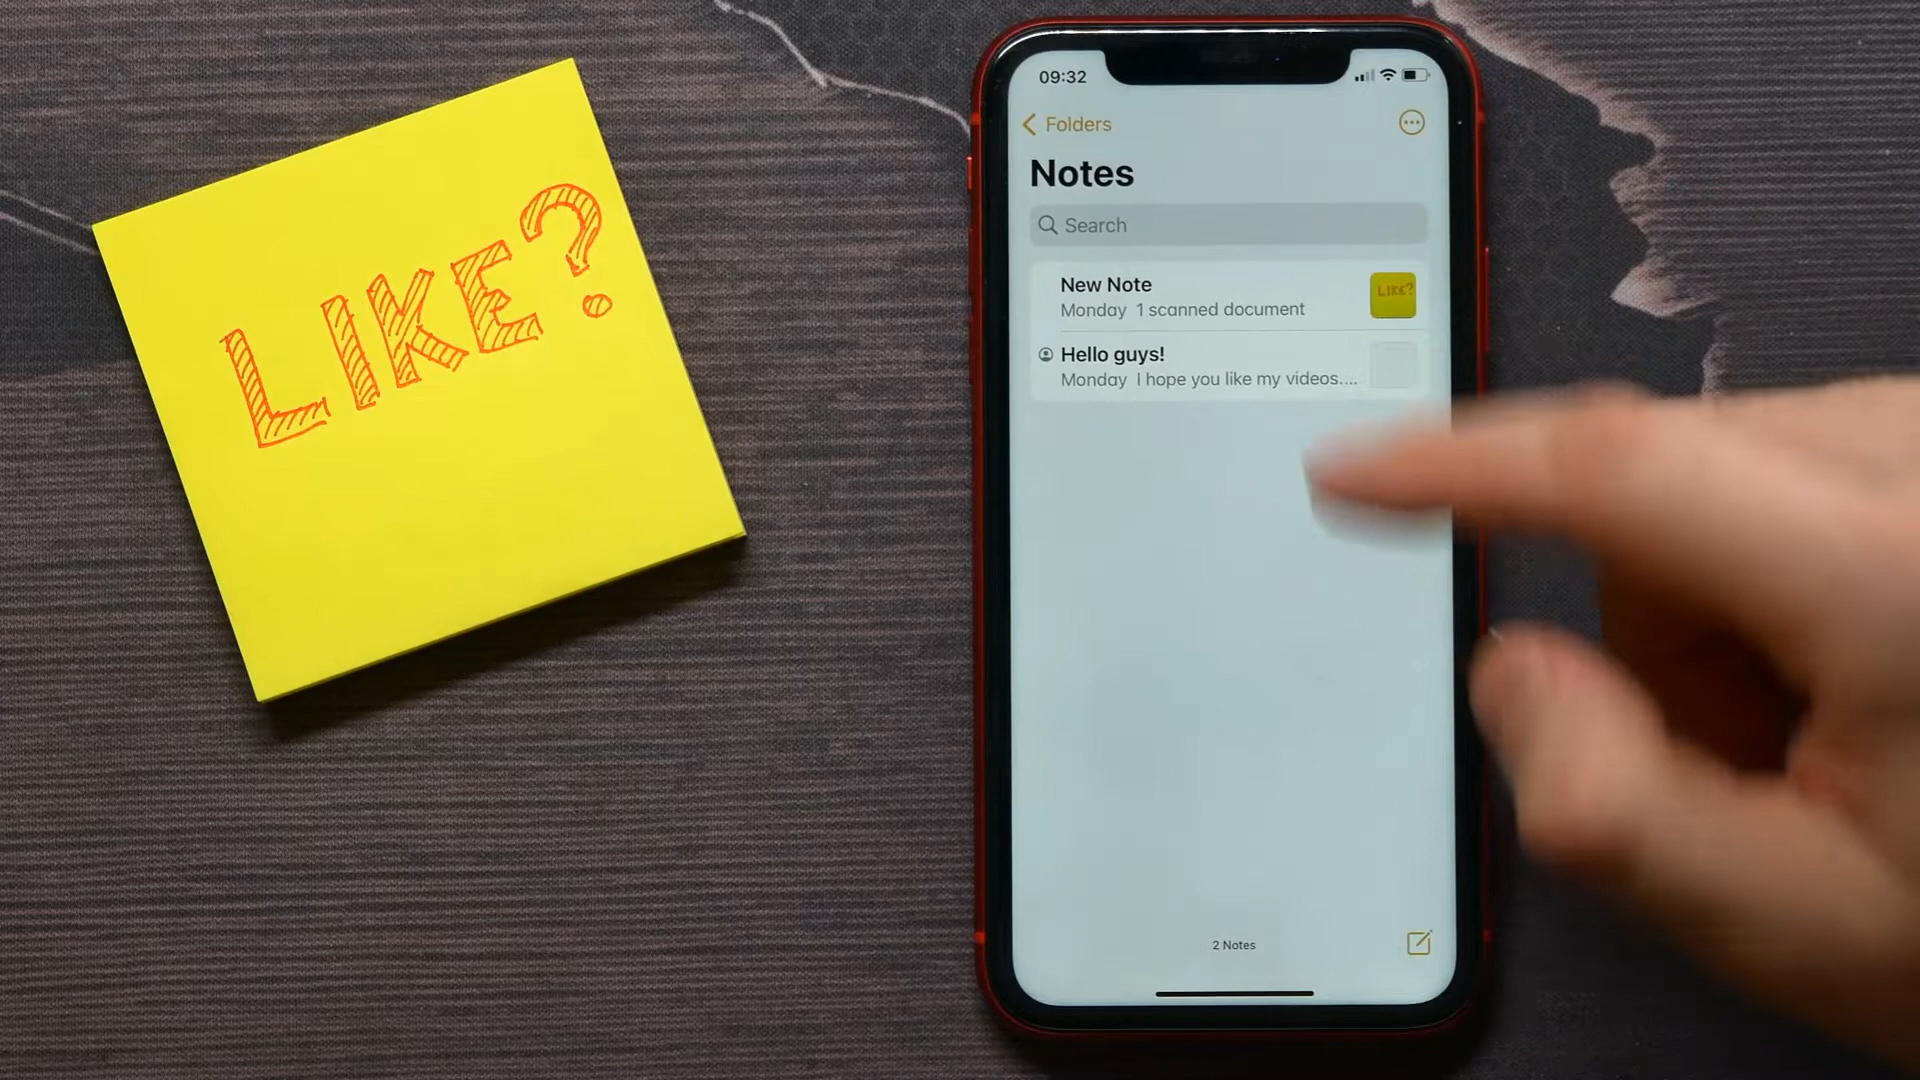 LIKE?
09:32
Folders
Notes
Search
New Note
Monday 1 scanned document
LIKE?
Hello guys!
Monday I hope you like my videos....
2 Notes